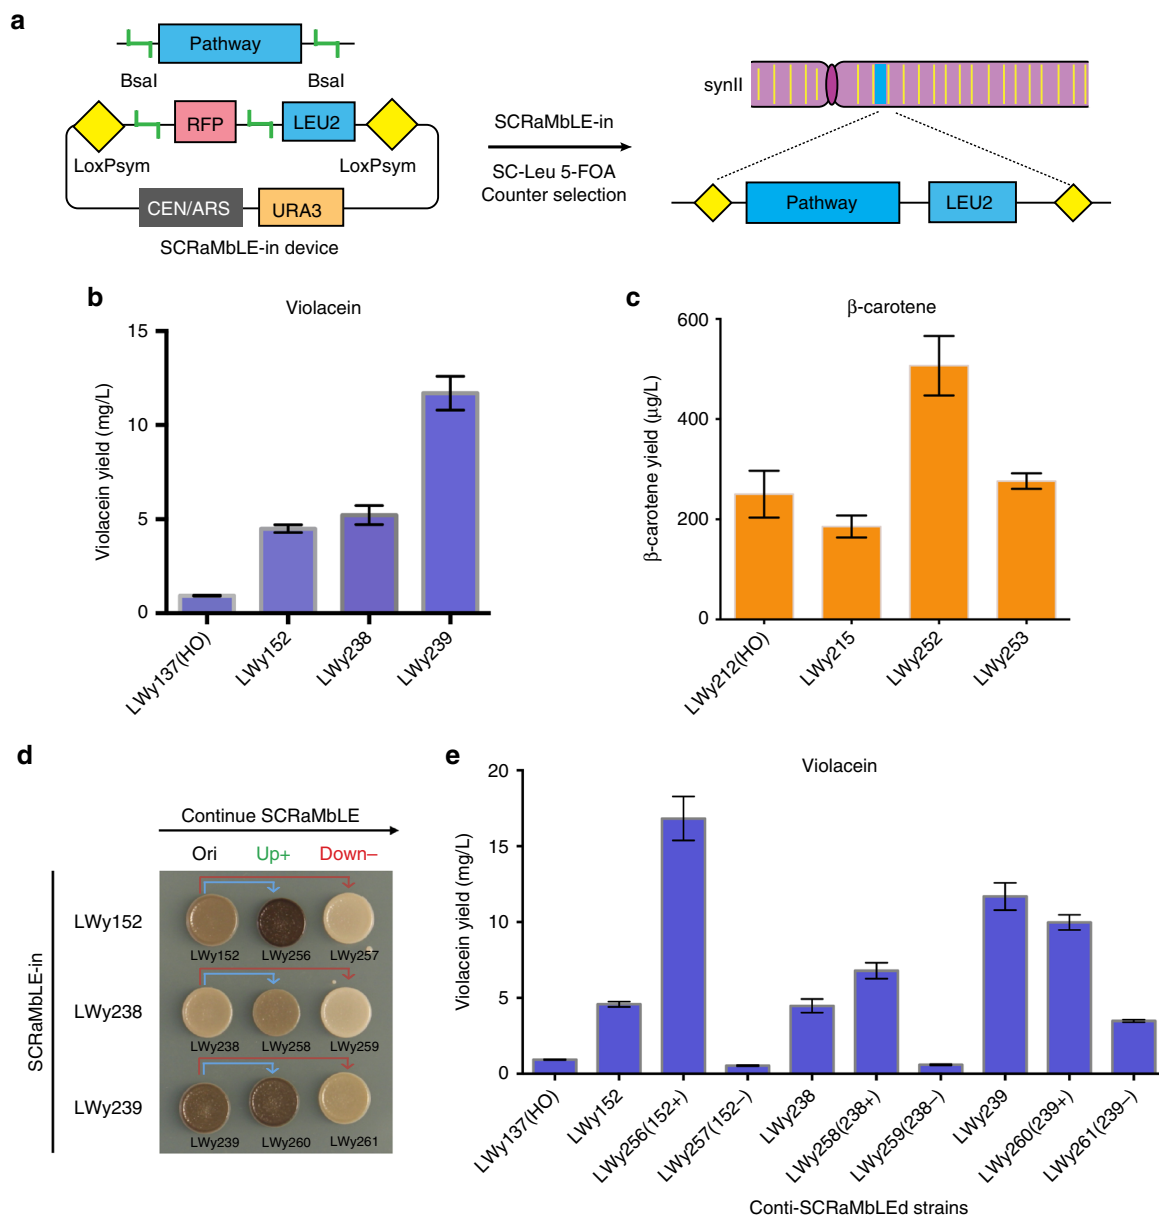 a
Pathway
BsaI
BsaI
RFP
LEU2
LoxPsym
LoxPsym
CEN/ARS
URA3
SCRaMbLE-in device
SCRaMbLE-in
SC-Leu 5-FOA
Counter selection
synII
Pathway
LEU2
b
Violacein
Violacein yield (mg/L)
15
10
5
0
LWy137(HO)
LWy152
LWy238
LWy239
c
β-carotene
β-carotene yield (μg/L)
600
400
200
0
LWy212(HO)
LWy215
LWy252
LWy253
d
Continue SCRaMbLE
Ori
Up+
Down–
SCRaMbLE-in
LWy152
LWy152
LWy256
LWy257
LWy238
LWy238
LWy258
LWy259
LWy239
LWy239
LWy260
LWy261
e
Violacein
Violacein yield (mg/L)
20
15
10
5
0
LWy137(HO)
LWy152
LWy256(152+)
LWy257(152–)
LWy238
LWy258(238+)
LWy259(238–)
LWy239
LWy260(239+)
LWy261(239–)
Conti-SCRaMbLEd strains